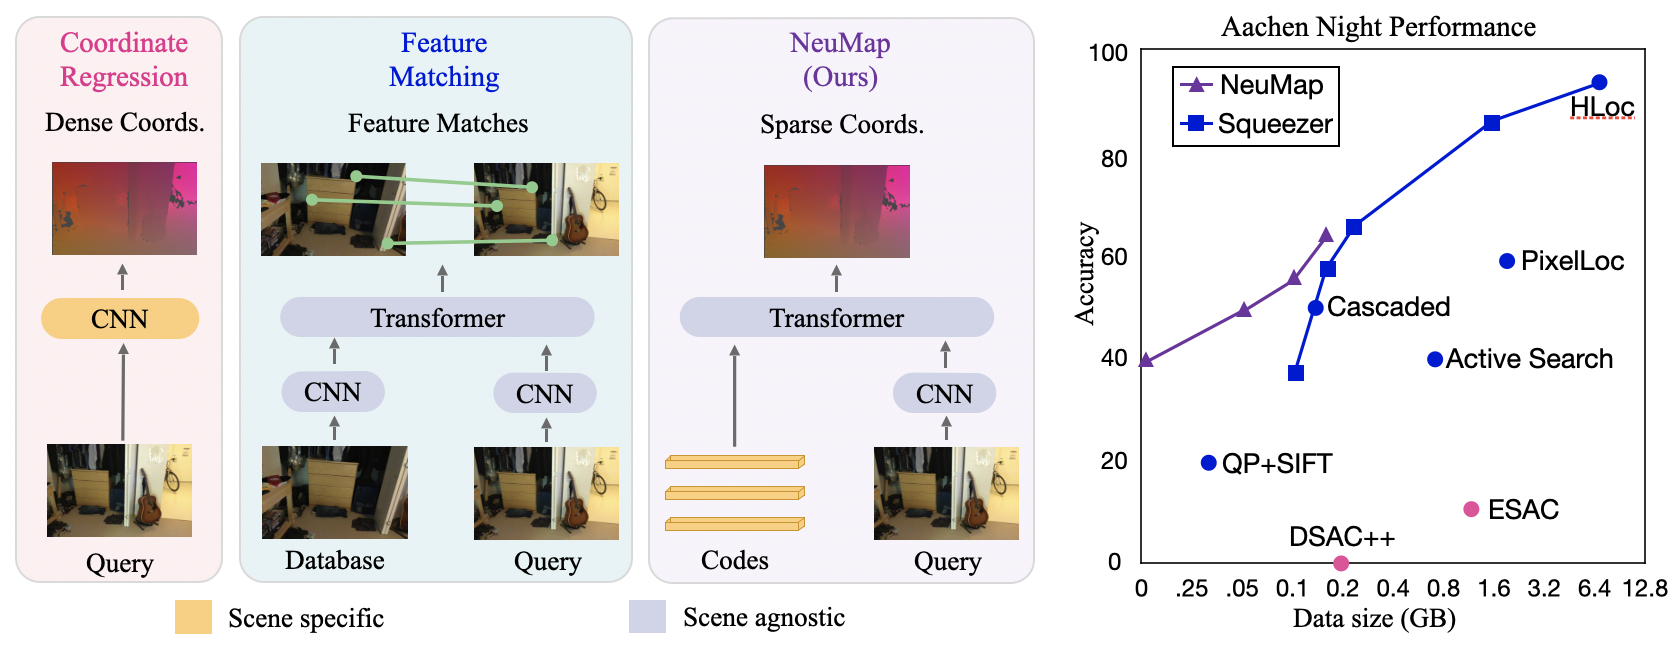 Coordinate
Regression
Dense Coords.
CNN
Query
Feature
Matching
Feature Matches
Transformer
CNN
CNN
Database
Query
NeuMap
(Ours)
Sparse Coords.
Transformer
CNN
Codes
Query
Scene specific
Scene agnostic
Aachen Night Performance
NeuMap
Squeezer
HLoc
PixelLoc
Cascaded
Active Search
QP+SIFT
ESAC
DSAC++
Accuracy
100
80
60
40
20
0
0 .25 .05 0.1 0.2 0.4 0.8 1.6 3.2 6.4 12.8
Data size (GB)